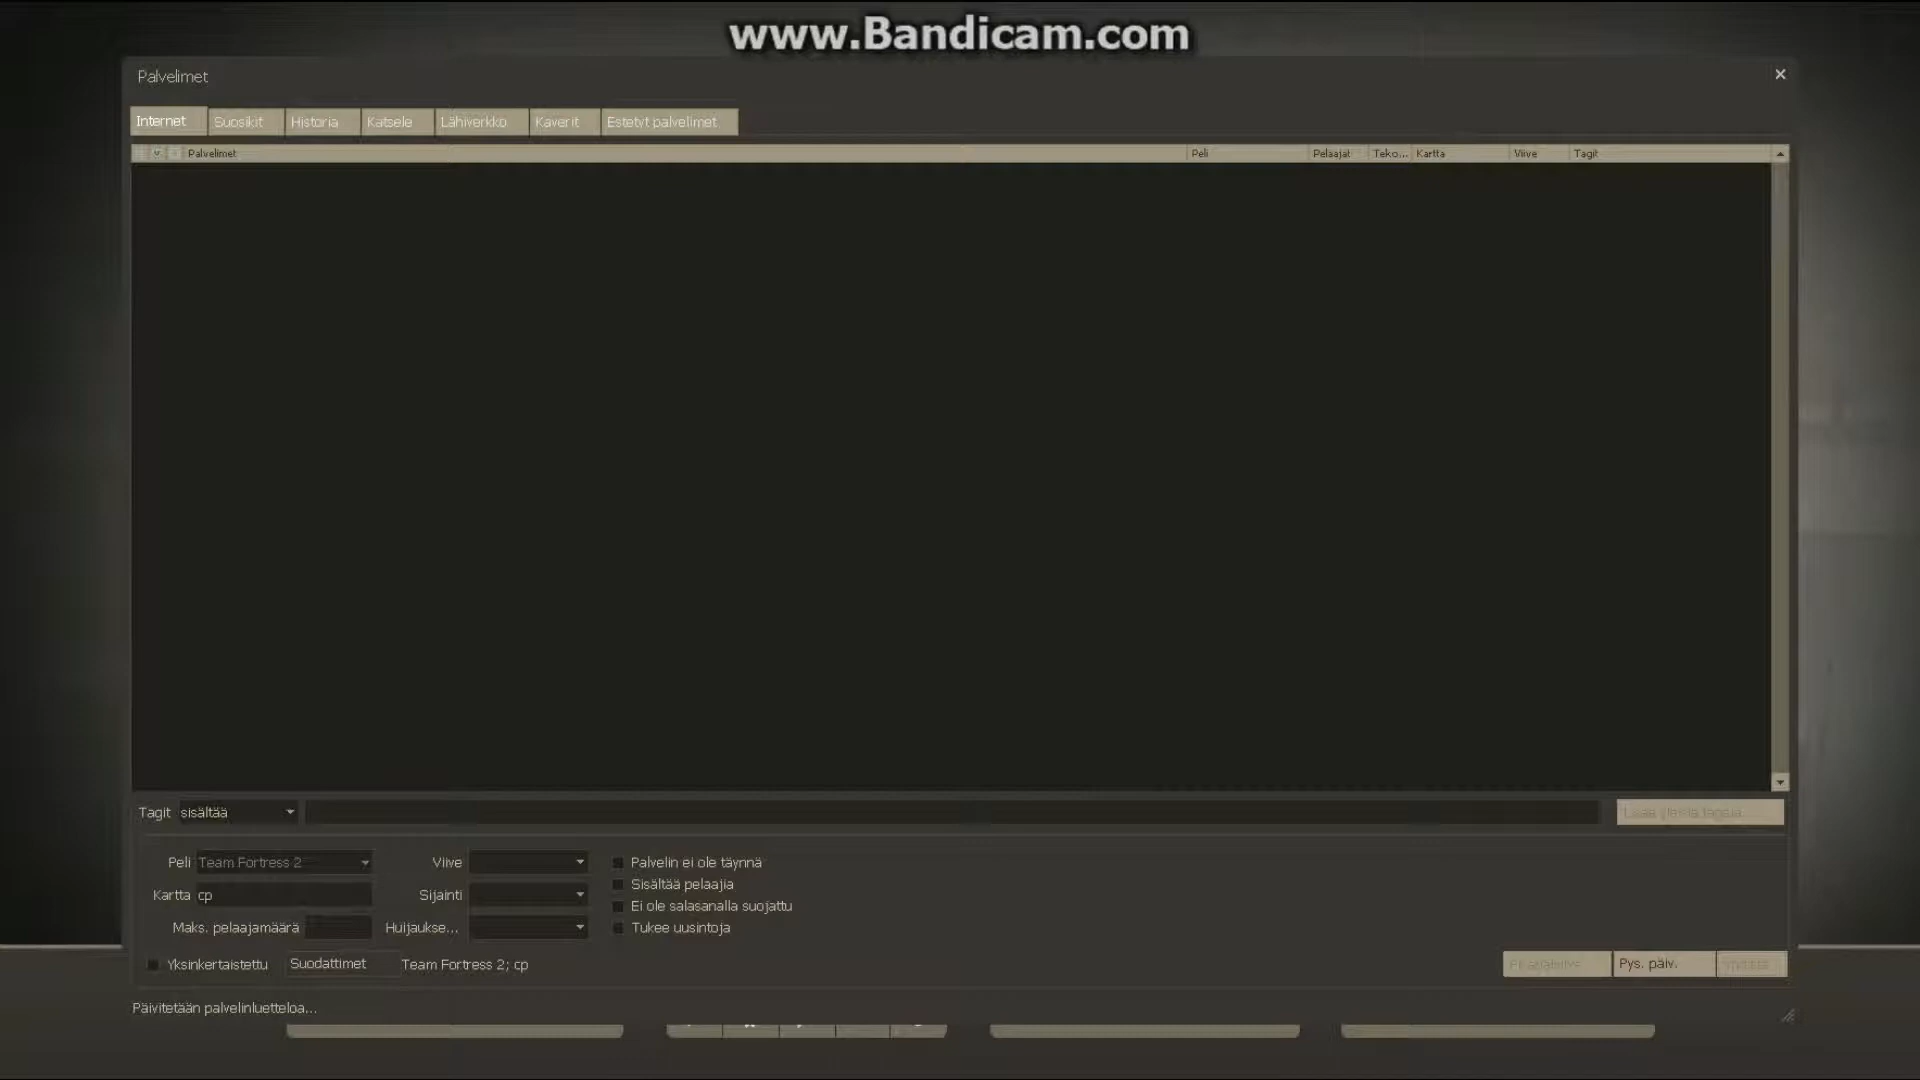 www.Bandicam.com
Palvelimet
Internet Suosikit Historia Katsele Lähiverkko Kaverit Estetyt palvelimet
Palvelimet Peli Pelaajat Teko... Kartta Viive Tagit
Tagit sisältää
Peli Team Fortress 2 Viive Palvelin ei ole täynnä
Sisältää pelaajia
Kartta cp Sijainti
Ei ole salasanalla suojattu
Maks. pelaajamäärä Huijaukse... Tukee uusintoja
Yksinkertaistettu Suodattimet Team Fortress 2; cp Pys. päiv.
Päivitetään palvelinluetteloa...